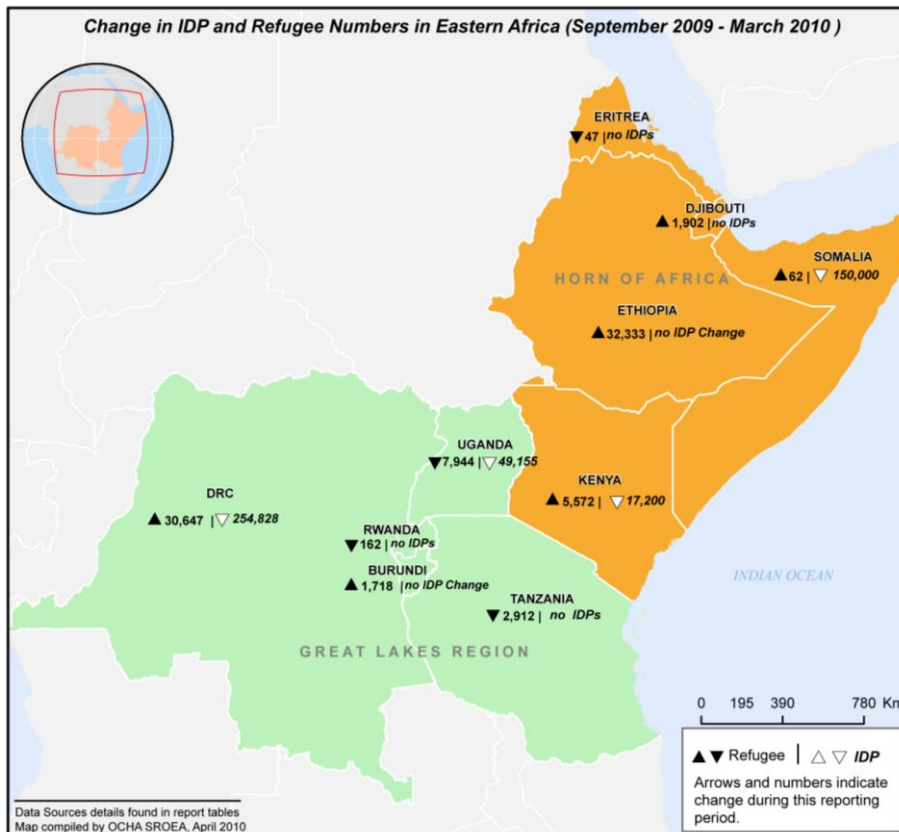 Change in IDP and Refugee Numbers in Eastern Africa (September 2009 - March 2010 )
ERITREA
▼ 47 | no IDPs
DJIBOUTI
▲ 1,902 | no IDPs
SOMALIA
▲ 62 | ▽ 150,000
HORN OF AFRICA
ETHIOPIA
▲ 32,333 | no IDP Change
UGANDA
▼ 7,944 | ▽ 49,155
KENYA
▲ 5,572 | ▽ 17,200
DRC
▲ 30,647 | ▽ 254,828
RWANDA
▼ 162 | no IDPs
BURUNDI
▲ 1,718 | no IDP Change
TANZANIA
▼ 2,912 | no IDPs
INDIAN OCEAN
GREAT LAKES REGION
0 195 390 780 Km
▲▼ Refugee | △ ▽ IDP
Arrows and numbers indicate
change during this reporting
period.
Data Sources details found in report tables
Map compiled by OCHA SROEA, April 2010